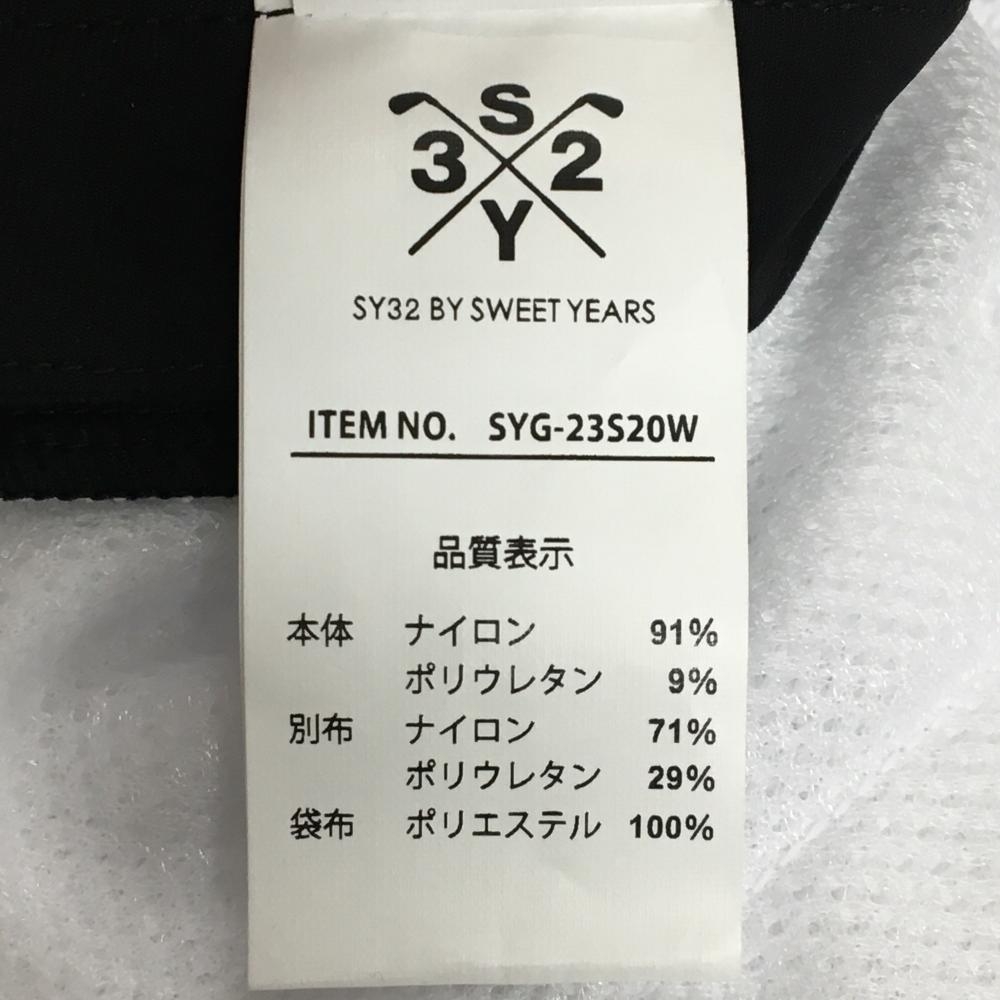 S
3 2
Y
SY32 BY SWEET YEARS
ITEM NO. SYG-23S20W
品質表示
本体 ナイロン 91%
ポリウレタン 9%
別布 ナイロン 71%
ポリウレタン 29%
袋布 ポリエステル 100%